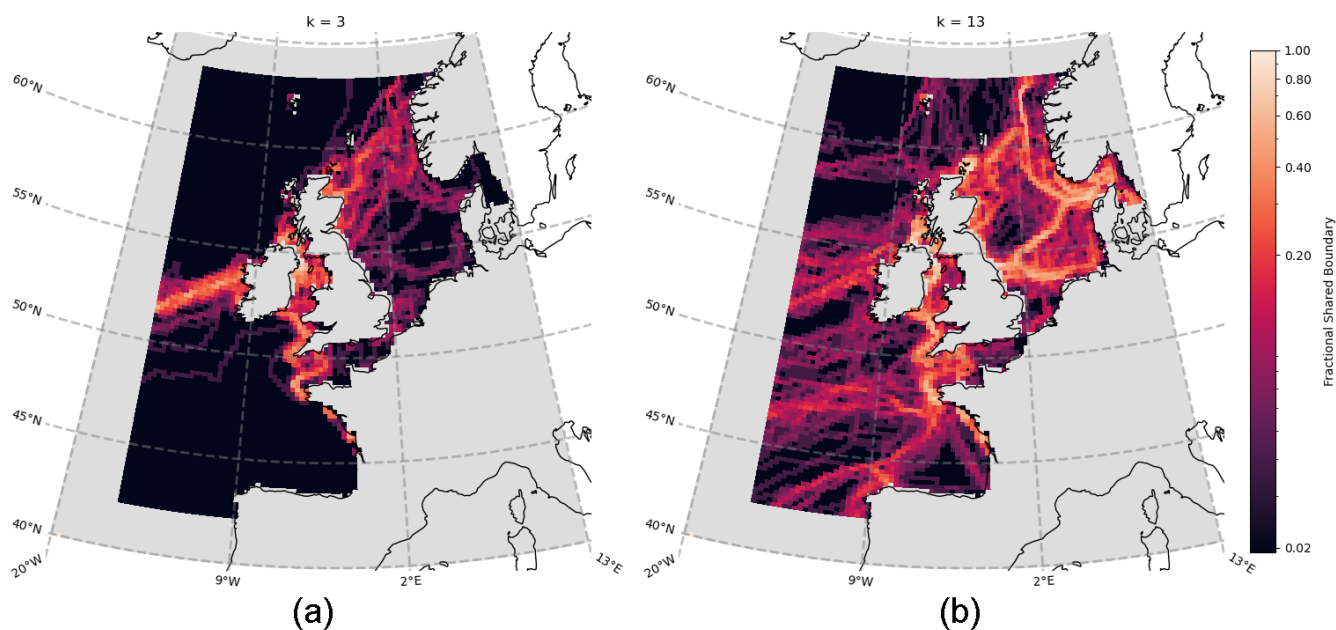 k = 3
60°N
55°N
50°N
45°N
40°N
20°W
9°W
2°E
13°E
(a)
k = 13
60°N
55°N
50°N
45°N
40°N
20°W
9°W
2°E
13°E
(b)
1.00
0.80
0.60
0.40
0.20
0.02
Fractional Shared Boundary